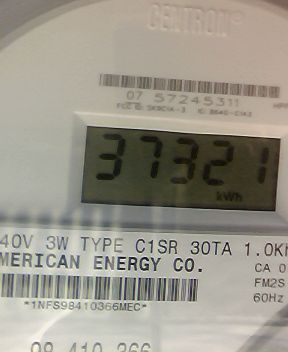 CENTRON®
07 57245311
37321
kWh
40V 3W TYPE C1SR 30TA 1.0K
MERICAN ENERGY CO.
CA 0
FM2S
*1NFS98410366MEC*
60Hz
98 410 366